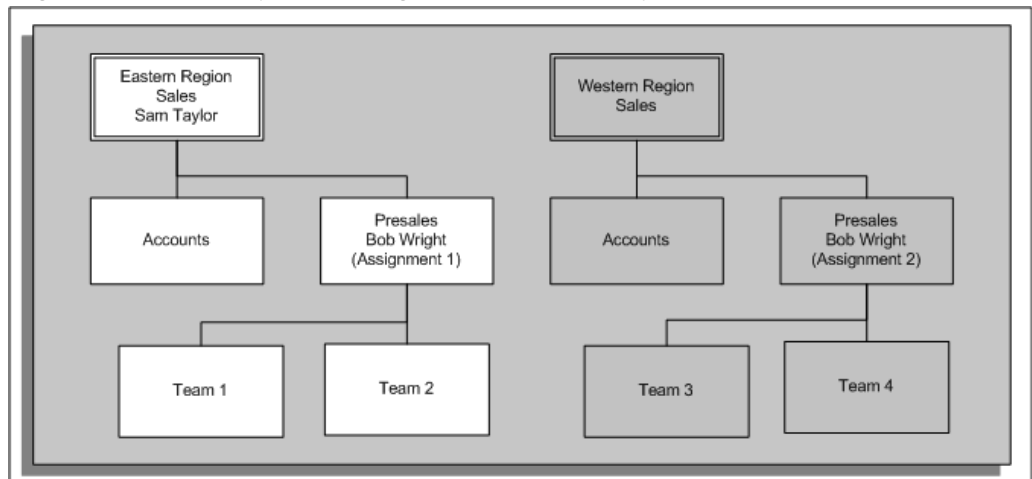 Eastern Region
Sales
Sam Taylor
Western Region
Sales
Accounts
Presales
Bob Wright
(Assignment 1)
Accounts
Presales
Bob Wright
(Assignment 2)
Team 1
Team 2
Team 3
Team 4